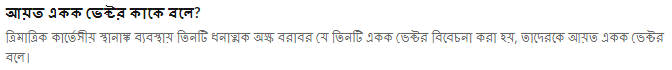 আয়ত একক ভেক্টর কাকে বলে?
ত্রিমাত্রিক কার্তেসীয় স্থানাঙ্ক ব্যবস্থায় তিনটি ধনাত্মক অক্ষ বরাবর যে তিনটি একক ভেক্টর বিবেচনা করা হয়, তাদেরকে আয়ত একক ভেক্টর
বলে।